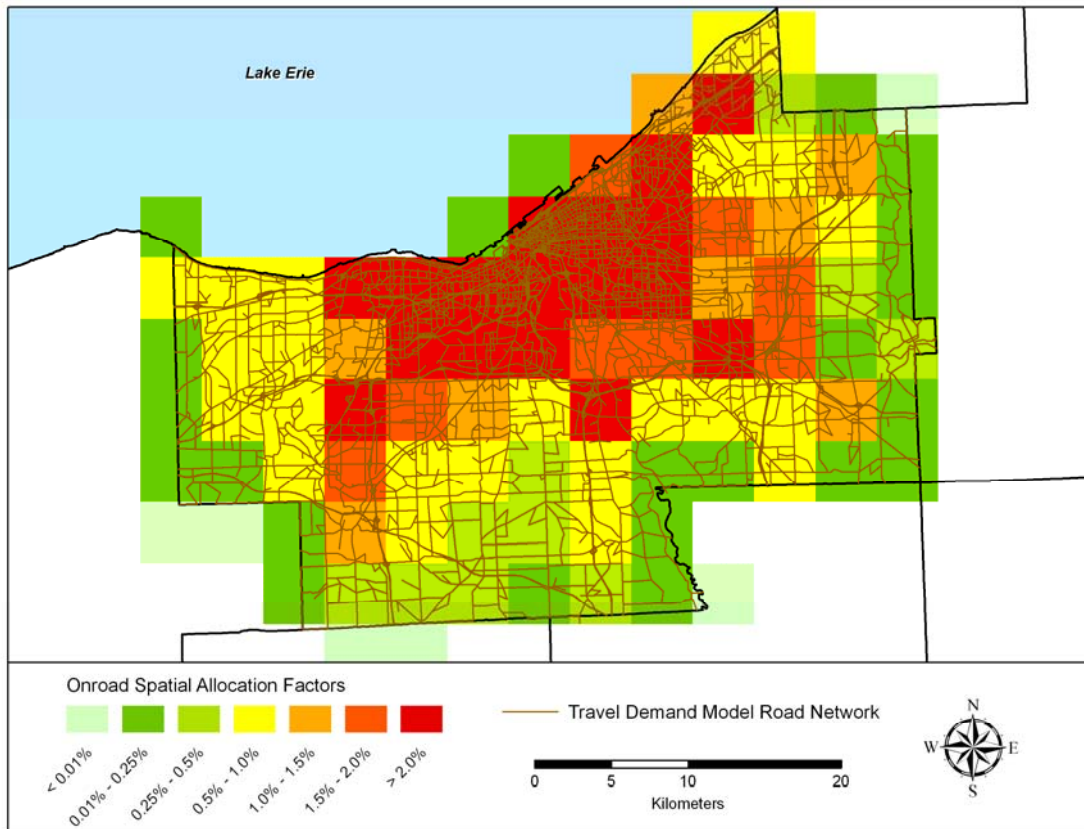 Lake Erie
Onroad Spatial Allocation Factors
< 0.01%
0.01% - 0.25%
0.25% - 0.5%
0.5% - 1.0%
1.0% - 1.5%
1.5% - 2.0%
> 2.0%
Travel Demand Model Road Network
0 5 10 20
Kilometers
N
W E
S